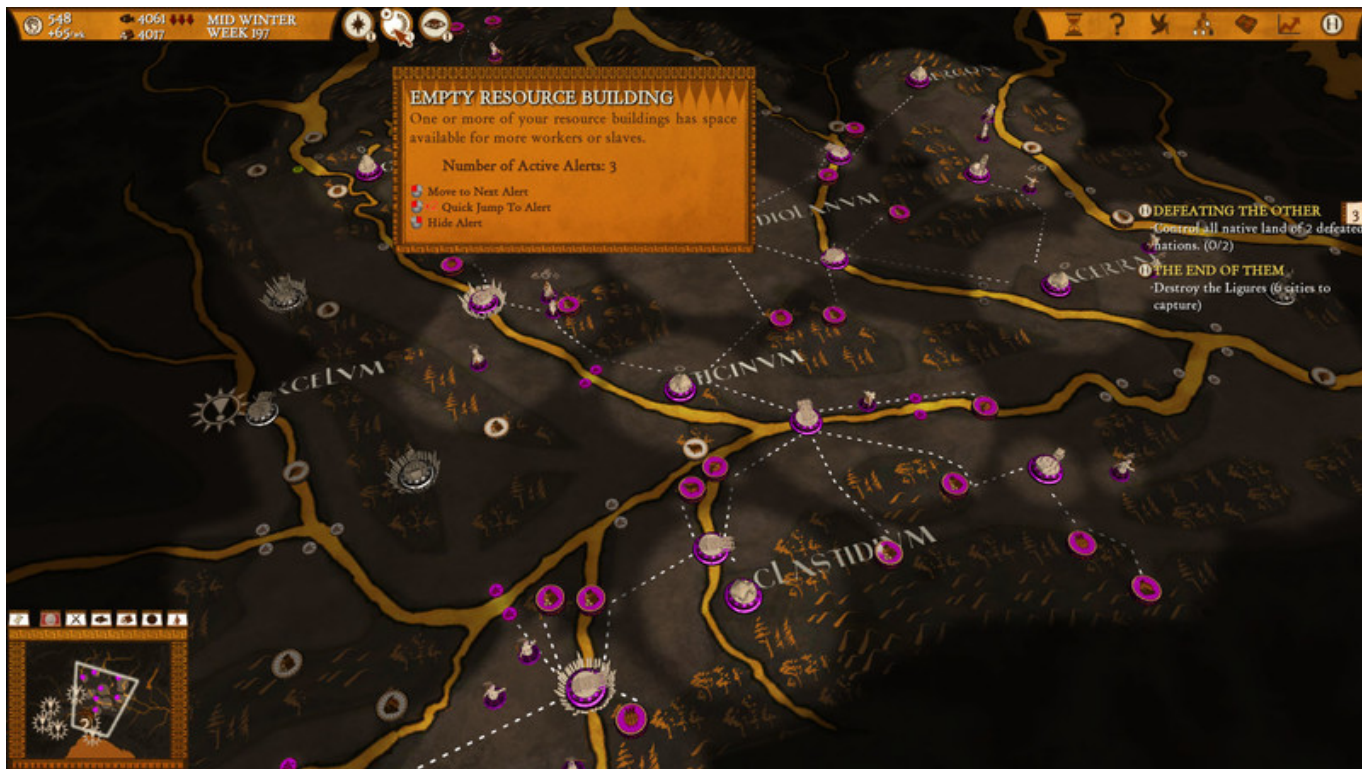 548
+65/wk
4061
4017
MID WINTER
WEEK 197
EMPTY RESOURCE BUILDING
One or more of your resource buildings has space
available for more workers or slaves.
Number of Active Alerts: 3
Move to Next Alert
Quick Jump To Alert
Hide Alert
DEFEATING THE OTHER
-Control all native land of 2 defeated
nations. (0/2)
THE END OF THEM
-Destroy the Ligures (6 cities to
capture)
3
TICINVM
CLASTIDIVM
2